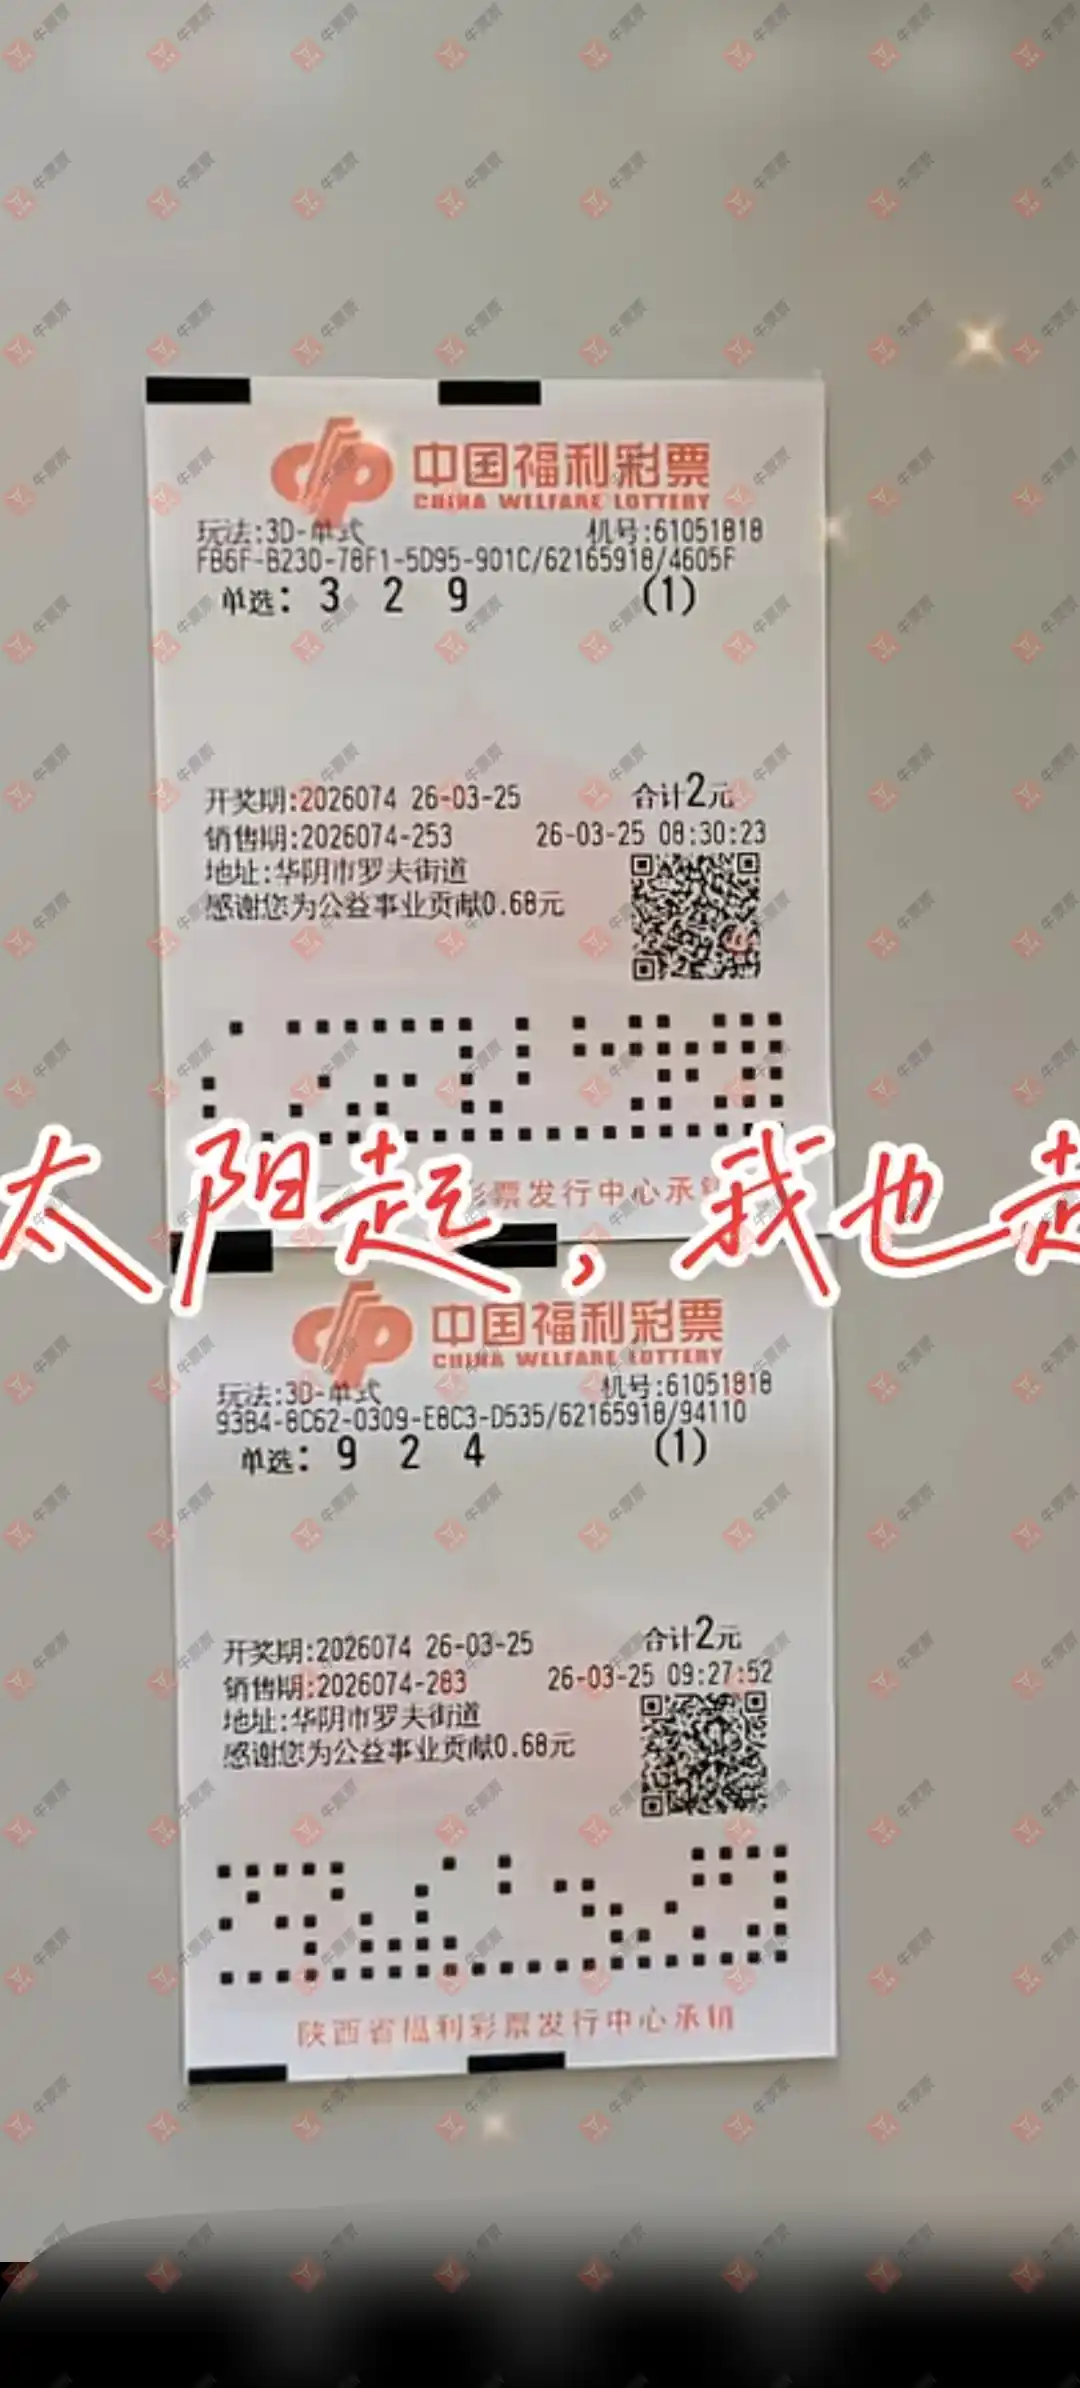 中国福利彩票
CHINA WELFARE LOTTERY
玩法:3D-单式 机号:61051818
FB6F-B230-78F1-5D95-901C/62165918/4605F
单选: 3 2 9 (1)
开奖期:2026074 26-03-25 合计2元
销售期:2026074-253 26-03-25 08:30:23
地址:华阴市罗夫街道
感谢您为公益事业贡献0.68元
彩票发行中心承销
太阳起,我也起
中国福利彩票
CHINA WELFARE LOTTERY
玩法:3D-单式 机号:61051818
93B4-8C62-0309-E8C3-D535/62165918/94110
单选: 9 2 4 (1)
开奖期:2026074 26-03-25 合计2元
销售期:2026074-283 26-03-25 09:27:52
地址:华阴市罗夫街道
感谢您为公益事业贡献0.68元
陕西省福利彩票发行中心承销